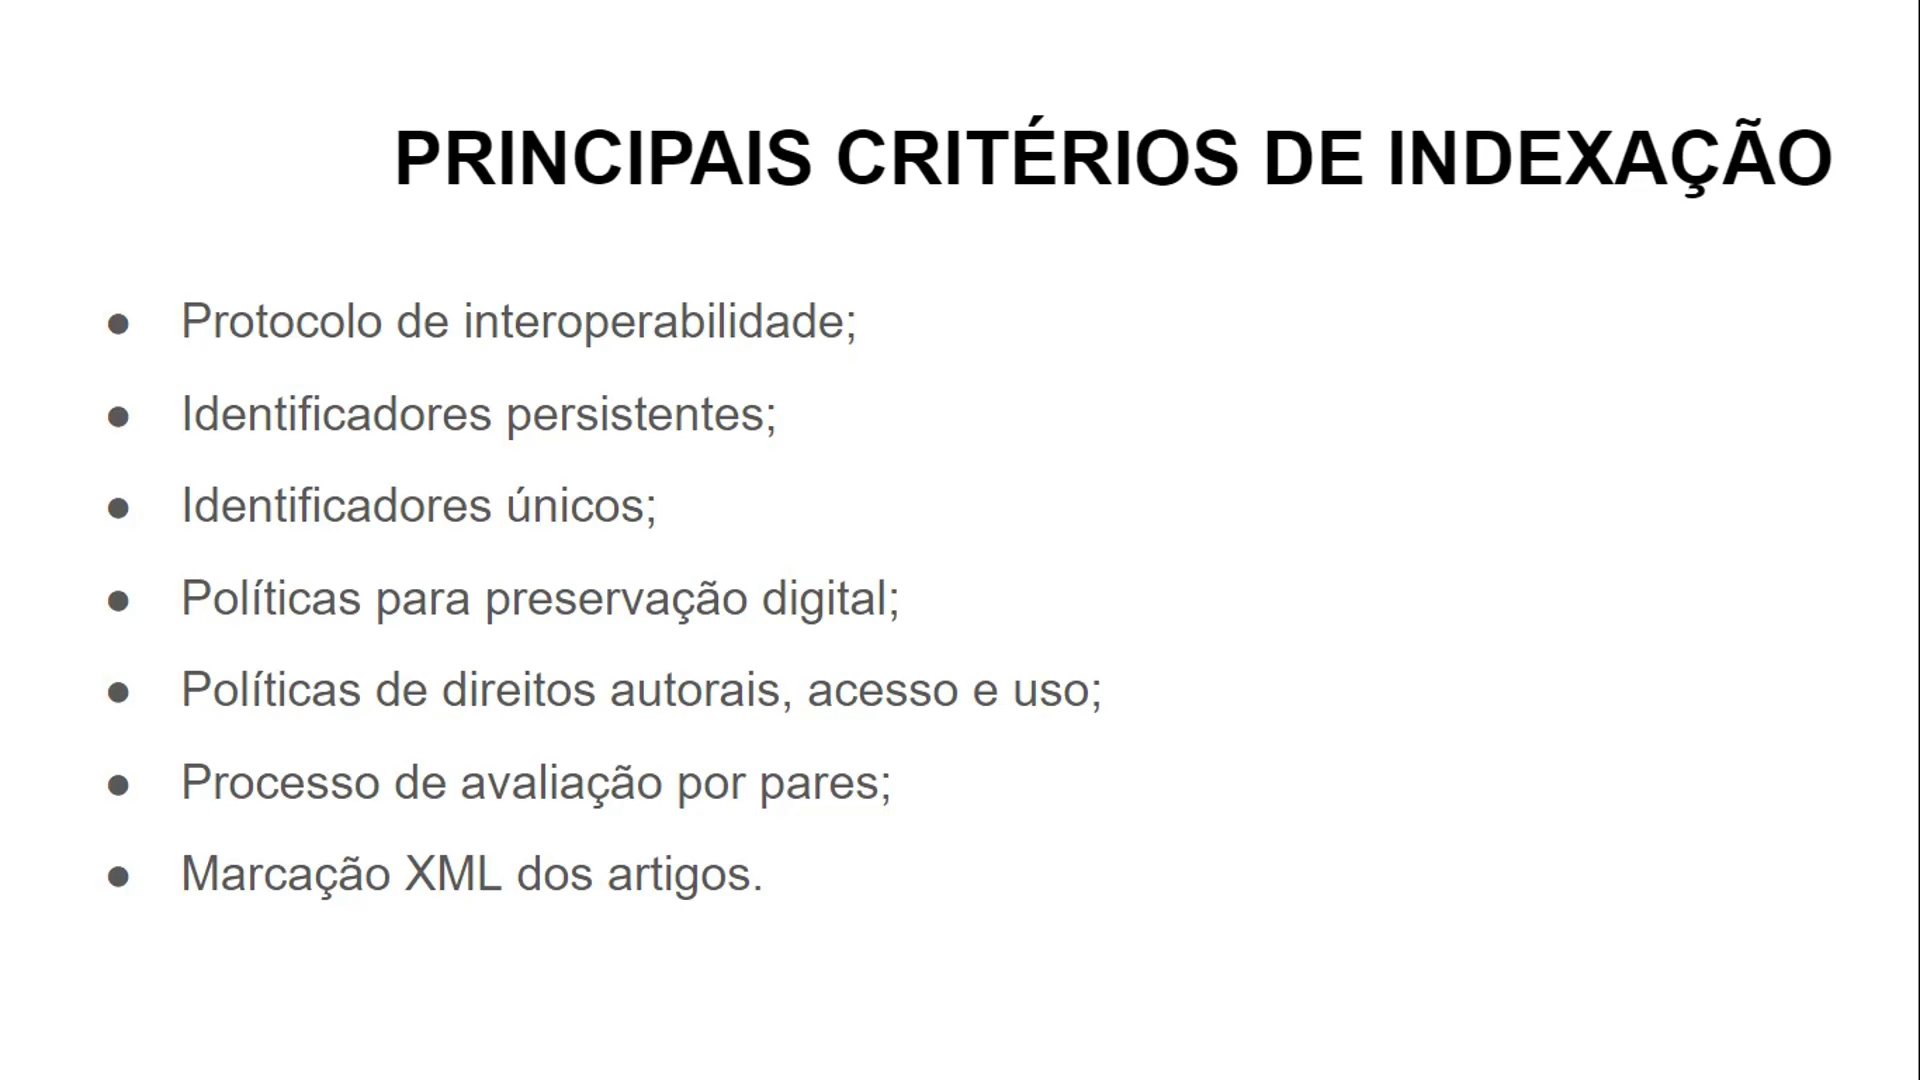 PRINCIPAIS CRITÉRIOS DE INDEXAÇÃO
● Protocolo de interoperabilidade;
● Identificadores persistentes;
● Identificadores únicos;
● Políticas para preservação digital;
● Políticas de direitos autorais, acesso e uso;
● Processo de avaliação por pares;
● Marcação XML dos artigos.